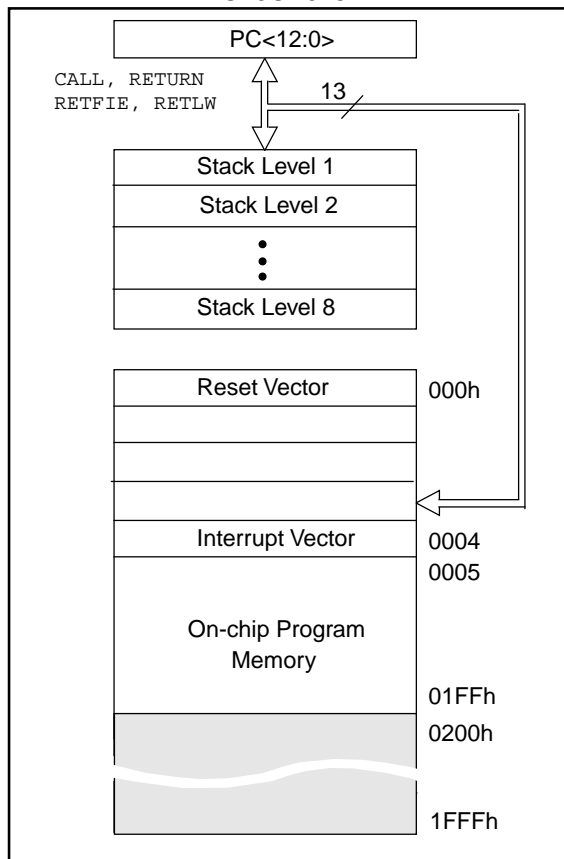 PC<12:0>
CALL, RETURN
RETFIE, RETLW
13
Stack Level 1
Stack Level 2
Stack Level 8
Reset Vector
000h
Interrupt Vector
0004
0005
On-chip Program
Memory
01FFh
0200h
1FFFh